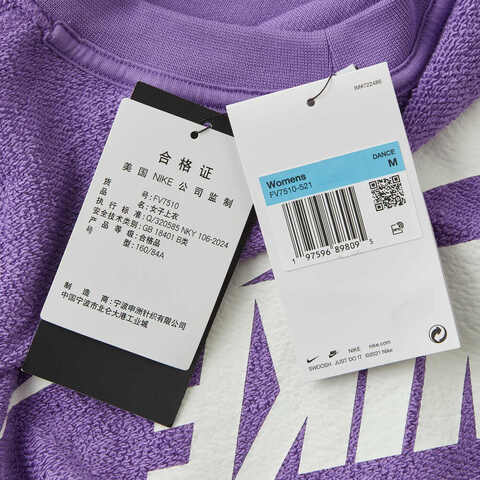 合格证
美国 NIKE 公司监制
货 号: FV7510
品 名: 女子上衣
执行标准: Q/320585 NKY 106-2024
安全技术类别: GB 18401 B类
产品等级: 合格品
型: 160/84A
制造商: 宁波申洲针织有限公司
中国宁波市北仑大港工业城
Womens
FV7510-521
DANCE
M
1 97596 89809 5
NIKE nike.com
SWOOSH. JUST DO IT. ©2021 Nike